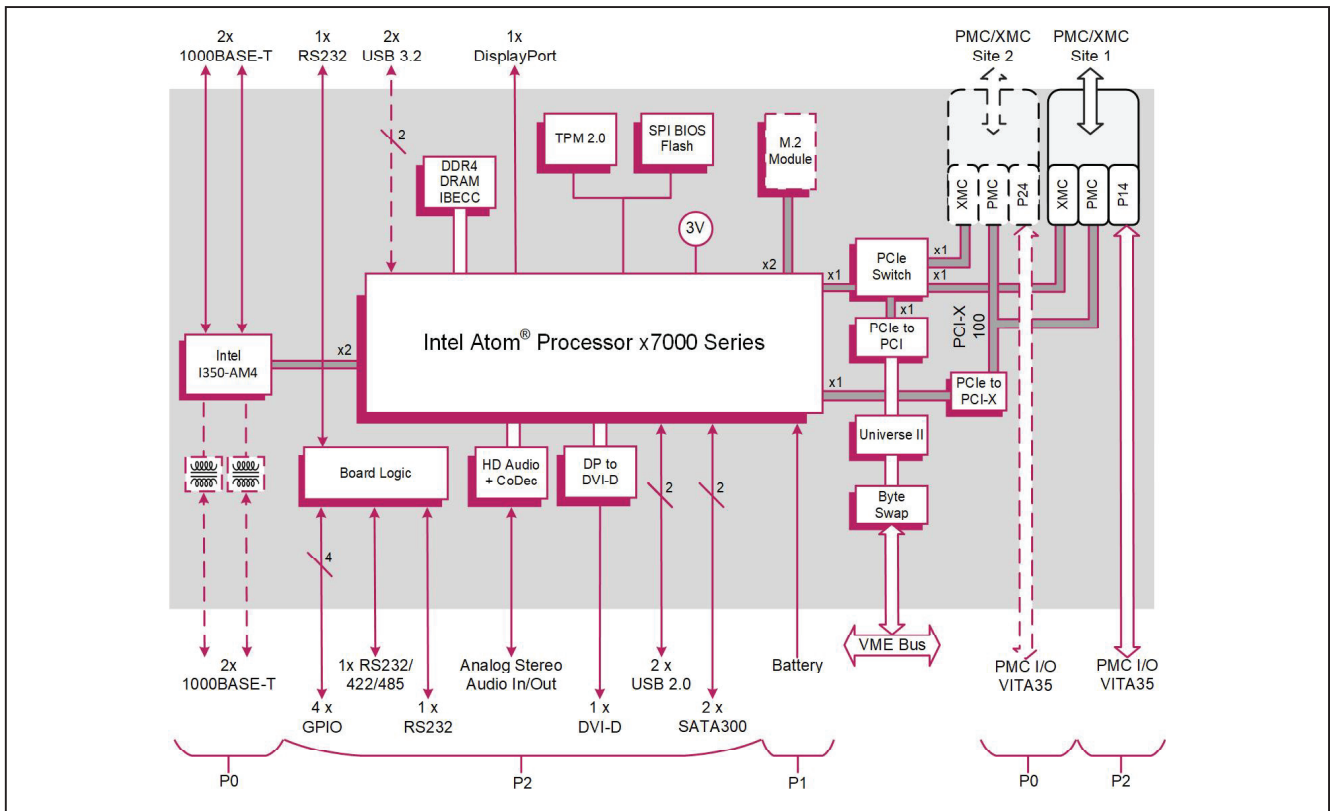 2x
1000BASE-T
1x
RS232
2x
USB 3.2
1x
DisplayPort
PMC/XMC
Site 2
PMC/XMC
Site 1
2
DDR4
DRAM
IBECC
TPM 2.0
SPI BIOS
Flash
M.2
Module
3V
XMC
PMC
P24
XMC
PMC
P14
x2
x1
PCIe
Switch
x1
x1
x1
PCIe to
PCI
PCI-X
100
Intel Atom® Processor x7000 Series
Intel
I350-AM4
x2
x1
PCIe to
PCI-X
Universe II
Board Logic
HD Audio
+ CoDec
DP to
DVI-D
2
2
Byte
Swap
4
VME Bus
2x
1000BASE-T
1x RS232/
422/485
Analog Stereo
Audio In/Out
2 x
USB 2.0
Battery
PMC I/O
VITA35
PMC I/O
VITA35
4 x
GPIO
1 x
RS232
1 x
DVI-D
2 x
SATA300
P0
P2
P1
P0
P2